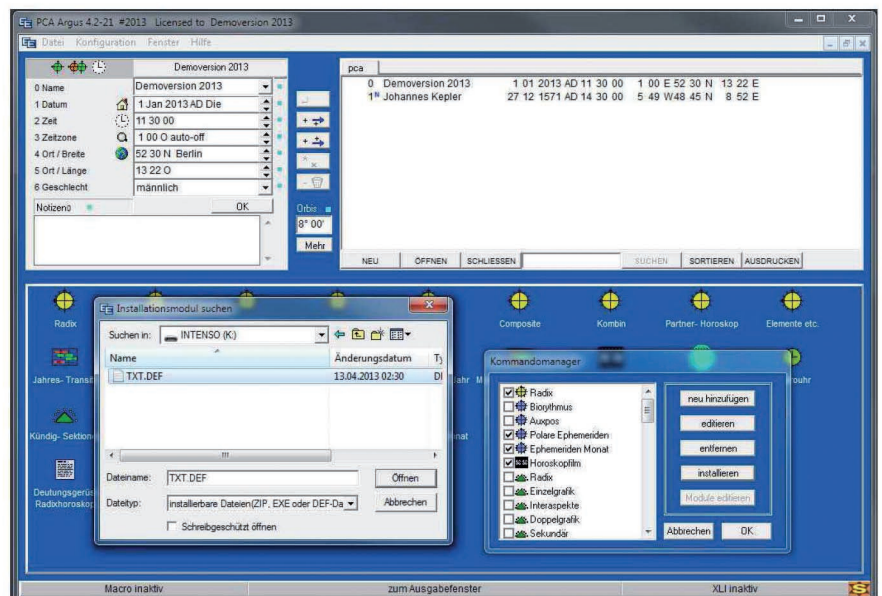 PCA Argus 4.2-21 #2013 Licensed to Demoversion 2013
Datei Konfiguration Fenster Hilfe
Demoversion 2013
0 Name Demoversion 2013
1 Datum 1 Jan 2013 AD Die
2 Zeit 11 30 00
3 Zeitzone 1 00 O auto-off
4 Ort / Breite 52 30 N Berlin
5 Ort / Länge 13 22 O
6 Geschlecht männlich
Notizen0 OK
Orbis
8° 00'
Mehr
pca
0 Demoversion 2013 1 01 2013 AD 11 30 00 1 00 E 52 30 N 13 22 E
1N Johannes Kepler 27 12 1571 AD 14 30 00 5 49 W48 45 N 8 52 E
NEU ÖFFNEN SCHLIESSEN SUCHEN SORTIEREN AUSDRUCKEN
Radix
Composite Kombin Partner- Horoskop Elemente etc.
Jahres- Transit
Kündig- Sektion
Deutungsgerüs
Radixhoroskop
Installationsmodul suchen
Suchen in: INTENSO (K:)
Name Änderungsdatum Ty
TXT.DEF 13.04.2013 02:30 DE
Dateiname: TXT.DEF Öffnen
Dateityp: installierbare Dateien(ZIP, EXE oder DEF-Da Abbrechen
Schreibgeschützt öffnen
Kommandomanager
Radix
Biorythmus
Auxpos
Polare Ephemeriden
Ephemeriden Monat
Horoskopfilm
Radix
Einzelgrafik
Interaspekte
Doppelgrafik
Sekundär
neu hinzufügen
editieren
entfernen
installieren
Module editieren
Abbrechen OK
Macro inaktiv zum Ausgabefenster XLI inaktiv